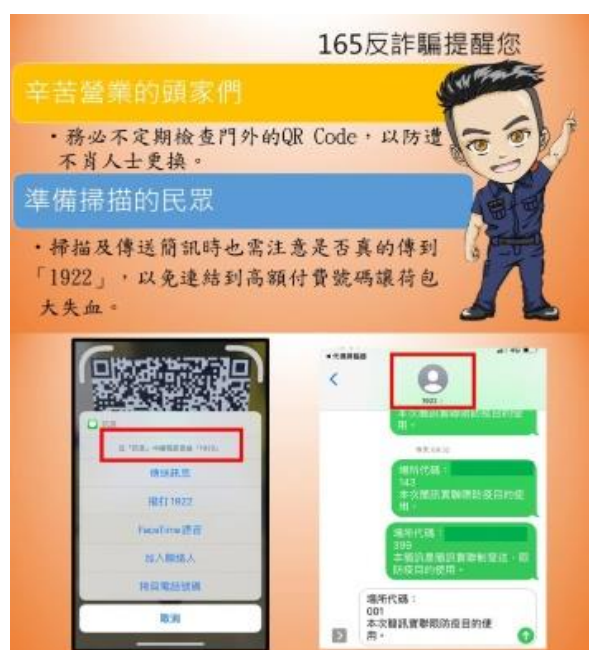 165反詐騙提醒您
辛苦營業的頭家們
・務必不定期檢查門外的QR Code,以防遭
不肖人士更換。
準備掃描的民眾
・掃描及傳送簡訊時也需注意是否真的傳到
「1922」,以免連結到高額付費號碼讓荷包
大失血。
傳送訊息
撥打1922
FaceTime語音
加入聯絡人
拷貝電話號碼
取消
1922
本次簡訊實聯限防疫目的使
用。
場所代碼:
143
本次簡訊實聯限防疫目的使
用。
場所代碼:
399
防疫目的使用。
場所代碼:
001
本次簡訊實聯限防疫目的使
用。